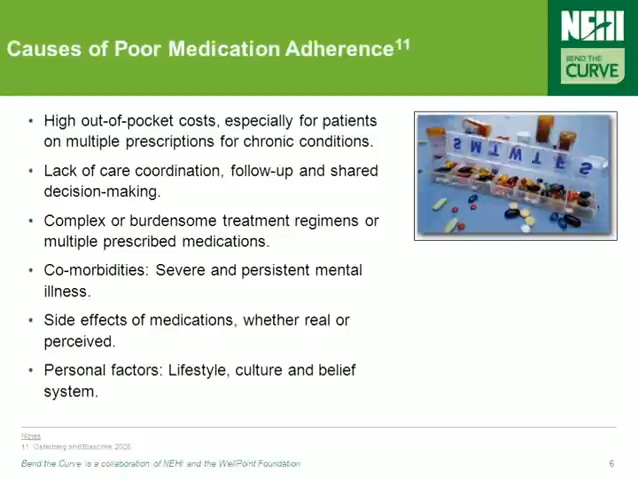 Causes of Poor Medication Adherence11
NEHI
BEND THE
CURVE
• High out-of-pocket costs, especially for patients
on multiple prescriptions for chronic conditions.
• Lack of care coordination, follow-up and shared
decision-making.
• Complex or burdensome treatment regimens or
multiple prescribed medications.
• Co-morbidities: Severe and persistent mental
illness.
• Side effects of medications, whether real or
perceived.
• Personal factors: Lifestyle, culture and belief
system.
S M T W T F S
Notes
11. Osterberg and Blaschke 2005
Bend the Curve is a collaboration of NEHI and the WellPoint Foundation
6